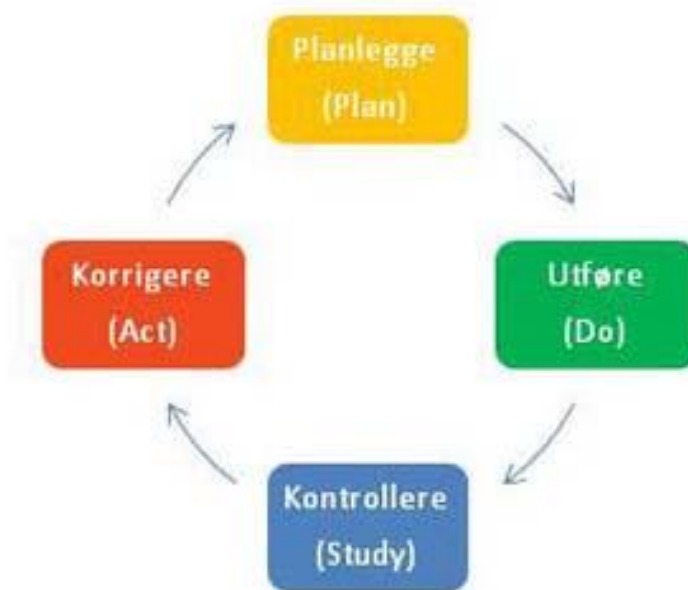 Planlegge
(Plan)
Utføre
(Do)
Kontrollere
(Study)
Korrigere
(Act)